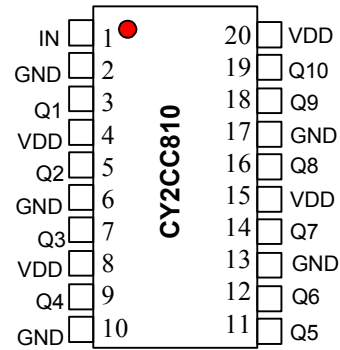 IN 1 20 VDD
GND 2 19 Q10
Q1 3 18 Q9
VDD 4 17 GND
Q2 5 16 Q8
GND 6 15 VDD
Q3 7 14 Q7
VDD 8 13 GND
Q4 9 12 Q6
GND 10 11 Q5
CY2CC810